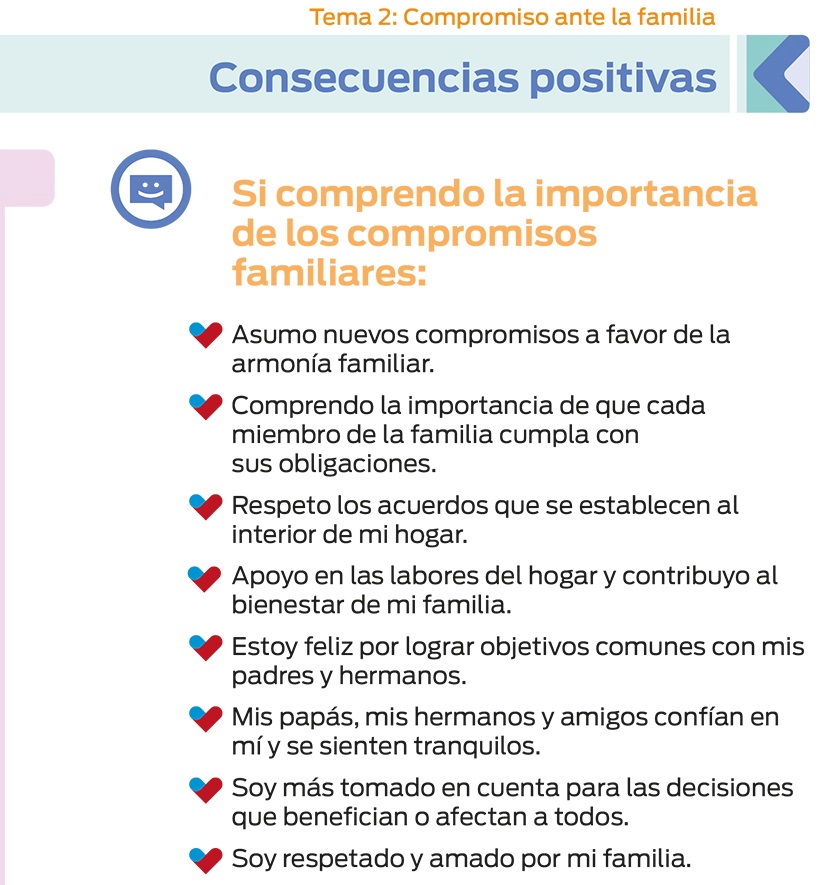 Tema 2: Compromiso ante la familia
Consecuencias positivas
Si comprendo la importancia
de los compromisos
familiares:
Asumo nuevos compromisos a favor de la
armonía familiar.
Comprendo la importancia de que cada
miembro de la familia cumpla con
sus obligaciones.
Respeto los acuerdos que se establecen al
interior de mi hogar.
Apoyo en las labores del hogar y contribuyo al
bienestar de mi familia.
Estoy feliz por lograr objetivos comunes con mis
padres y hermanos.
Mis papás, mis hermanos y amigos confían en
mí y se sienten tranquilos.
Soy más tomado en cuenta para las decisiones
que benefician o afectan a todos.
Soy respetado y amado por mi familia.